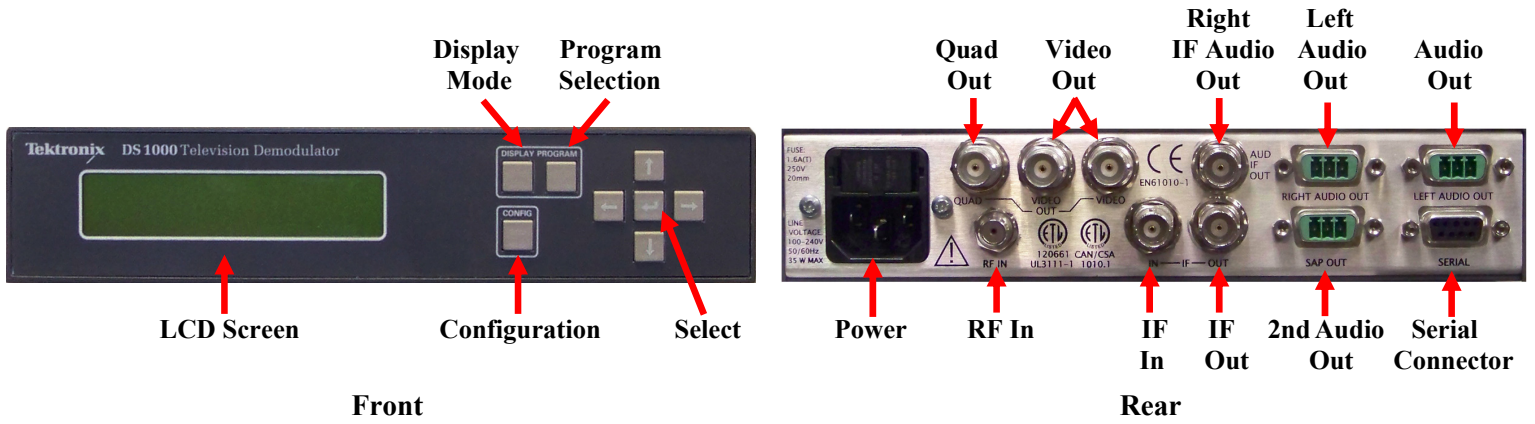 Display
Mode
Program
Selection
Quad
Out
Video
Out
Right
IF Audio
Out
Left
Audio
Out
Audio
Out
Tektronix DS1000 Television Demodulator
DISPLAY PROGRAM
CONFIG
FUSE:
1.6A(T)
250V
20mm
LINE
VOLTAGE:
100-240V
50/60Hz
35 W MAX
QUAD
VIDEO
VIDEO
OUT
RF IN
CE
EN61010-1
AUD
IF
OUT
ETL
ETL
120661
UL3111-1
CAN/CSA
1010.1
IN
IF
OUT
RIGHT AUDIO OUT
LEFT AUDIO OUT
SAP OUT
SERIAL
LCD Screen
Configuration
Select
Power
RF In
IF
In
IF
Out
2nd Audio
Out
Serial
Connector
Front
Rear